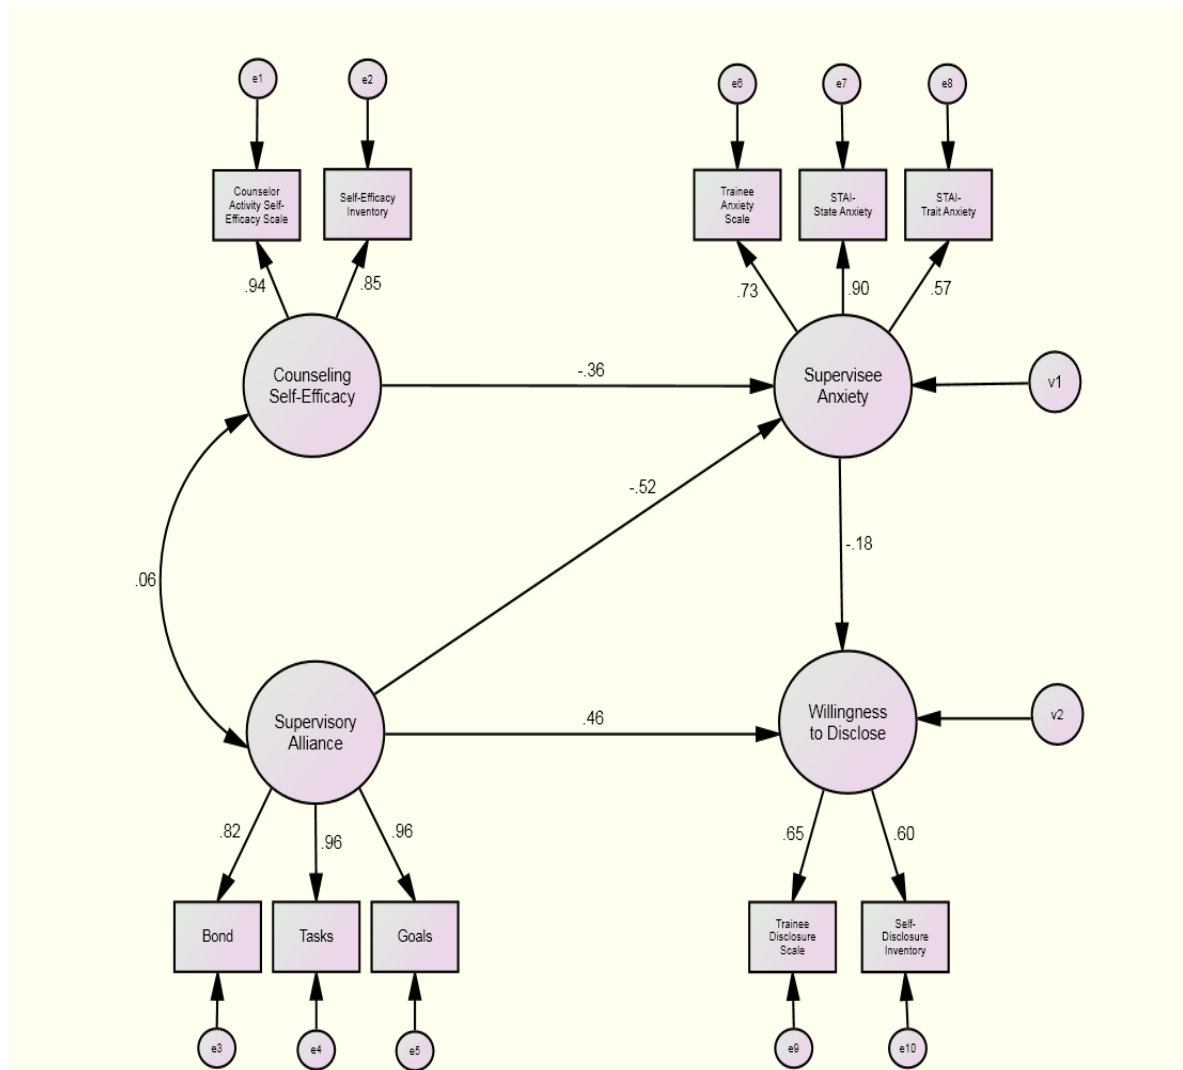 e1
e2
e6
e7
e8
Counselor
Activity Self-
Efficacy Scale
Self-Efficacy
Inventory
Trainee
Anxiety
Scale
STAI-
State Anxiety
STAI-
Trait Anxiety
.94
.85
.73
.90
.57
Counseling
Self-Efficacy
-.36
Supervisee
Anxiety
v1
-.52
-.18
.06
Supervisory
Alliance
.46
Willingness
to Disclose
v2
.82
.96
.96
.65
.60
Bond
Tasks
Goals
Trainee
Disclosure
Scale
Self-
Disclosure
Inventory
e3
e4
e5
e9
e10